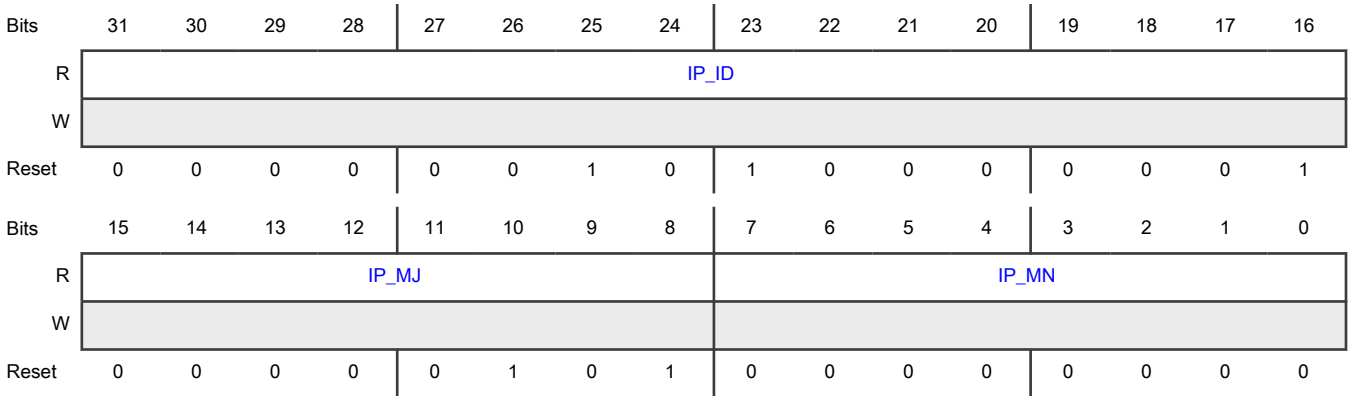 Bits 31 30 29 28 27 26 25 24 23 22 21 20 19 18 17 16
R IP_ID
W
Reset 0 0 0 0 0 0 1 0 1 0 0 0 0 0 0 1
Bits 15 14 13 12 11 10 9 8 7 6 5 4 3 2 1 0
R IP_MJ IP_MN
W
Reset 0 0 0 0 0 1 0 1 0 0 0 0 0 0 0 0